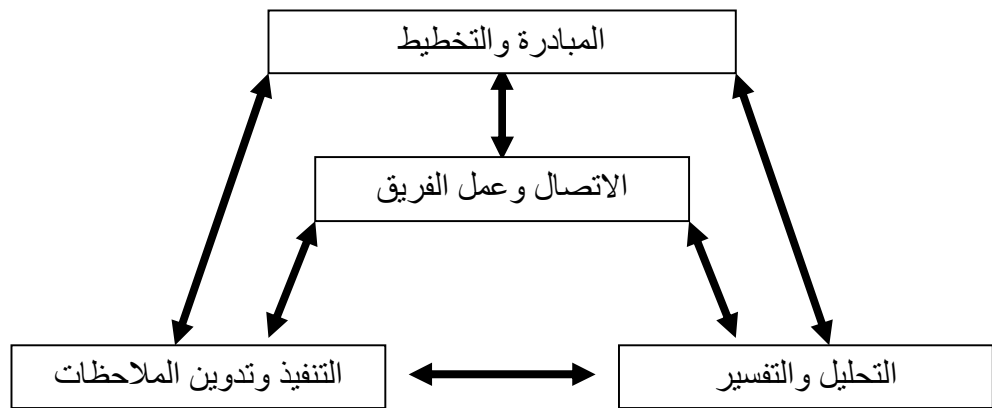 المبادرة والتخطيط
الاتصال وعمل الفريق
التحليل والتفسير
التنفيذ وتدوين الملاحظات